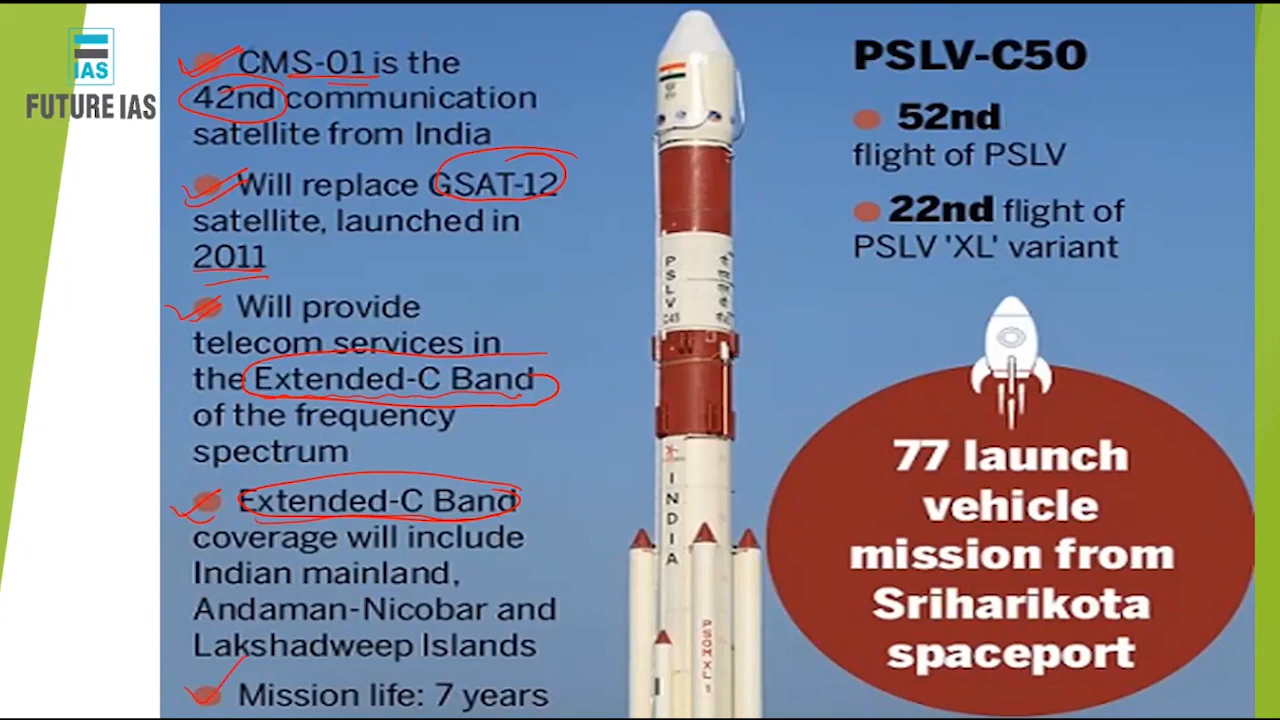 IAS
FUTURE IAS
CMS-01 is the
42nd communication
satellite from India
Will replace GSAT-12
satellite, launched in
2011
Will provide
telecom services in
the Extended-C Band
of the frequency
spectrum
Extended-C Band
coverage will include
Indian mainland,
Andaman-Nicobar and
Lakshadweep Islands
Mission life: 7 years
PSLV
INDIA
PSOM XL 1
PSLV-C50
52nd
flight of PSLV
22nd flight of
PSLV 'XL' variant
77 launch
vehicle
mission from
Sriharikota
spaceport